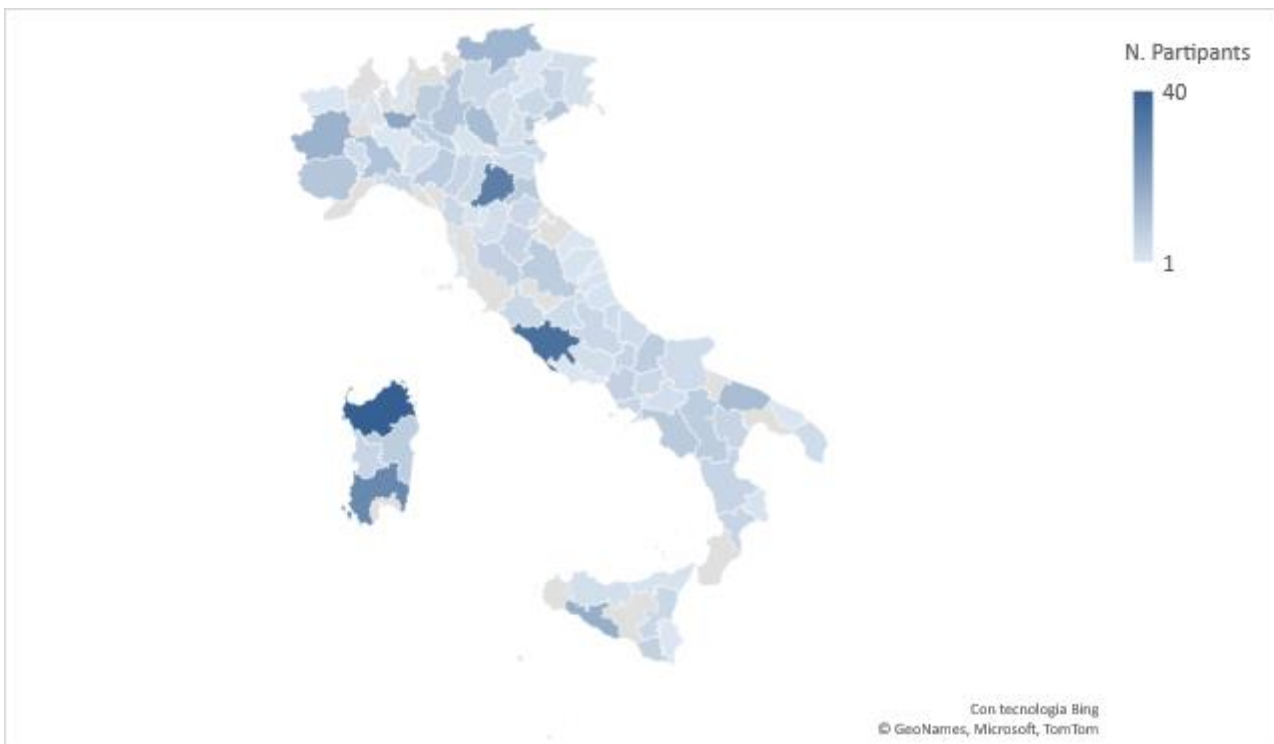 N. Partipants
40
1
Con tecnologia Bing
© GeoNames, Microsoft, TomTom